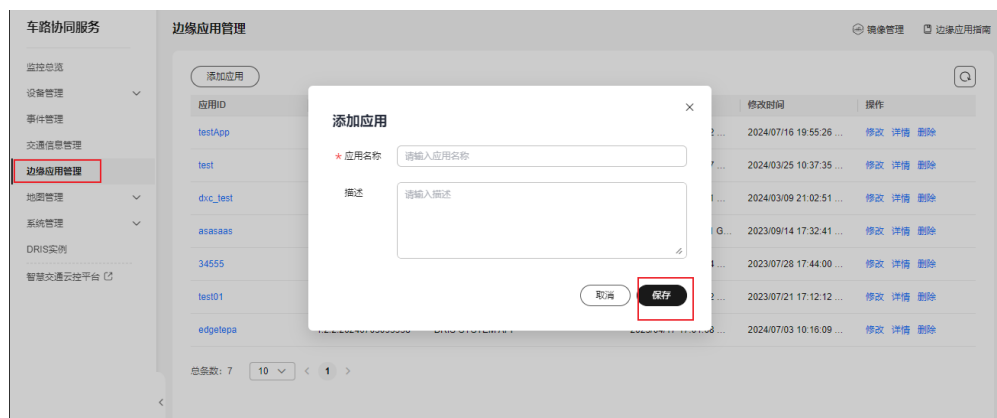 车路协同服务
边缘应用管理
镜像管理
边缘应用指南
监控总览
设备管理
事件管理
交通信息管理
边缘应用管理
地图管理
系统管理
DRIS实例
智慧交通云控平台
添加应用
应用ID
修改时间
操作
testApp
2024/07/16 19:55:26 ...
修改 详情 删除
test
2024/03/25 10:37:35 ...
修改 详情 删除
dxc_test
2024/03/09 21:02:51 ...
修改 详情 删除
asasaas
G...
2023/09/14 17:32:41 ...
修改 详情 删除
34555
2023/07/28 17:44:00 ...
修改 详情 删除
test01
2023/07/21 17:12:12 ...
修改 详情 删除
edgetepa
2024/07/03 10:16:09 ...
修改 详情 删除
添加应用
* 应用名称
请输入应用名称
描述
请输入描述
取消
保存
总条数: 7
10
1